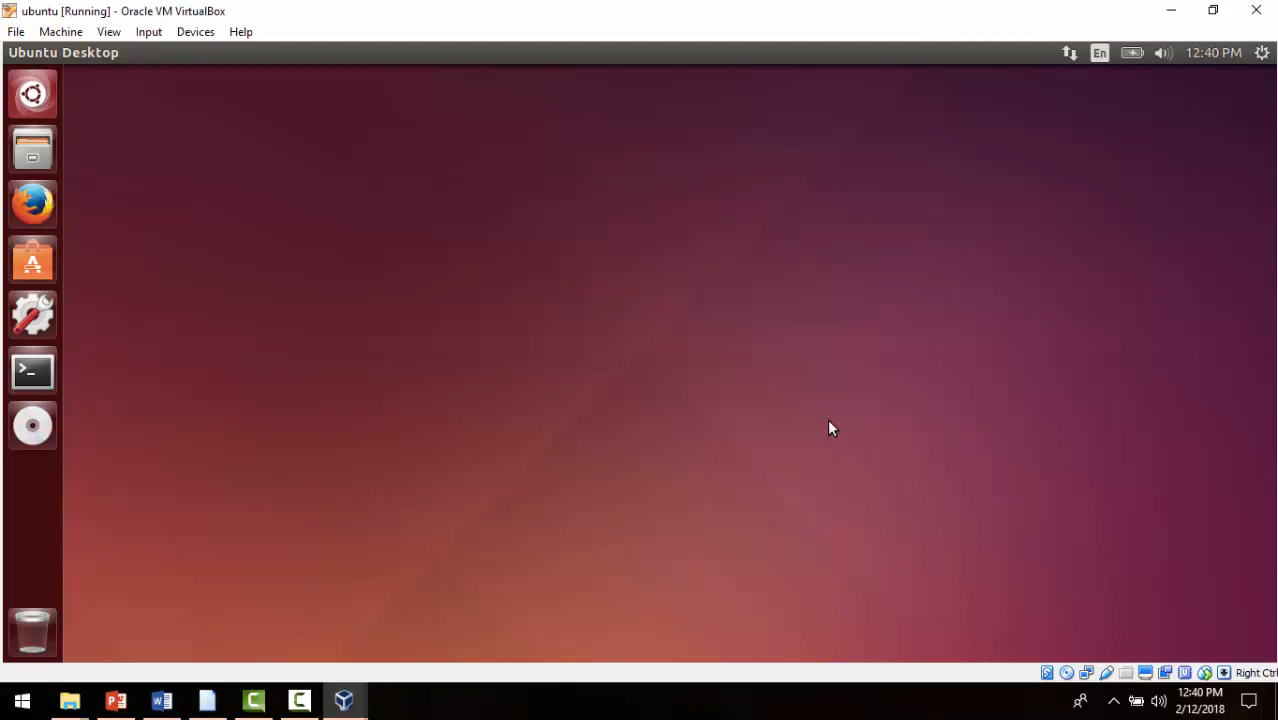 ubuntu [Running] - Oracle VM VirtualBox
File Machine View Input Devices Help
Ubuntu Desktop En 12:40 PM
Right Ctrl
12:40 PM
2/12/2018